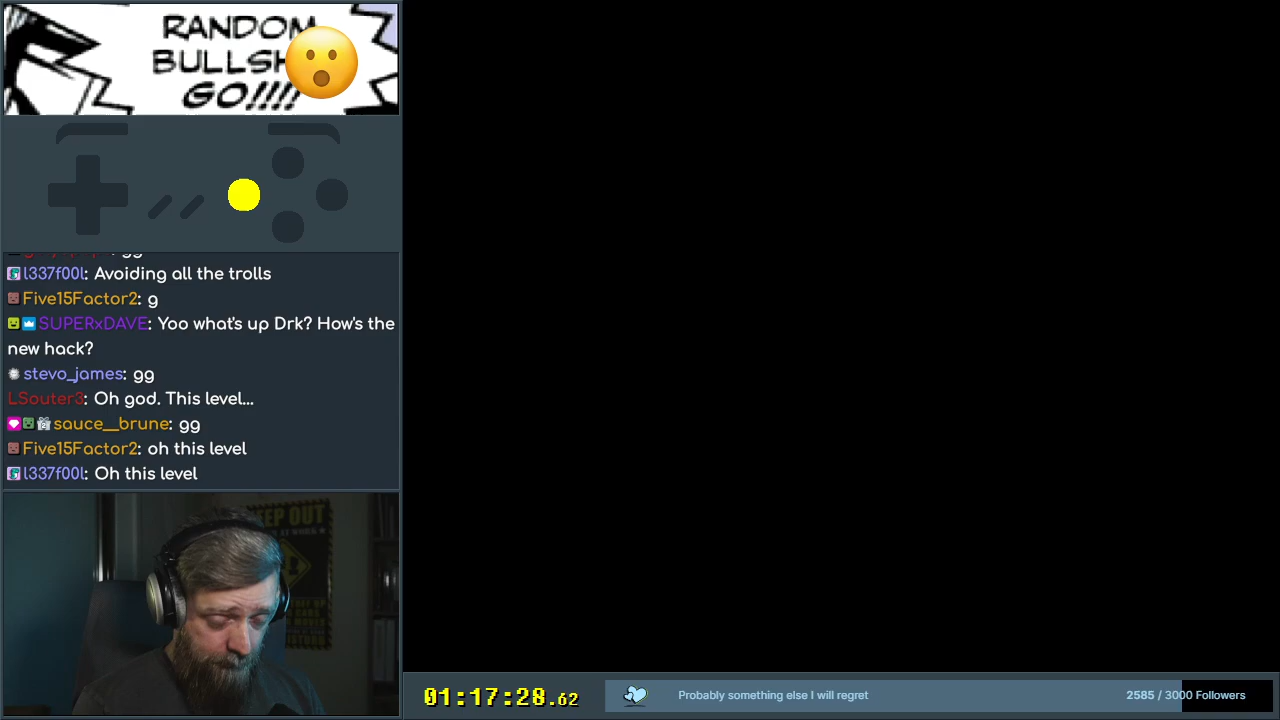 RANDOM
GO!!!!
l337f00l: Avoiding all the trolls
Five15Factor2: g
SUPERxDAVE: Yoo what's up Drk? How's the
new hack?
stevo_james: gg
LSouter3: Oh god. This level...
sauce__brune: gg
Five15Factor2: oh this level
l337f00l: Oh this level
KEEP OUT
01:17:28.62
Probably something else I will regret
2585 / 3000 Followers